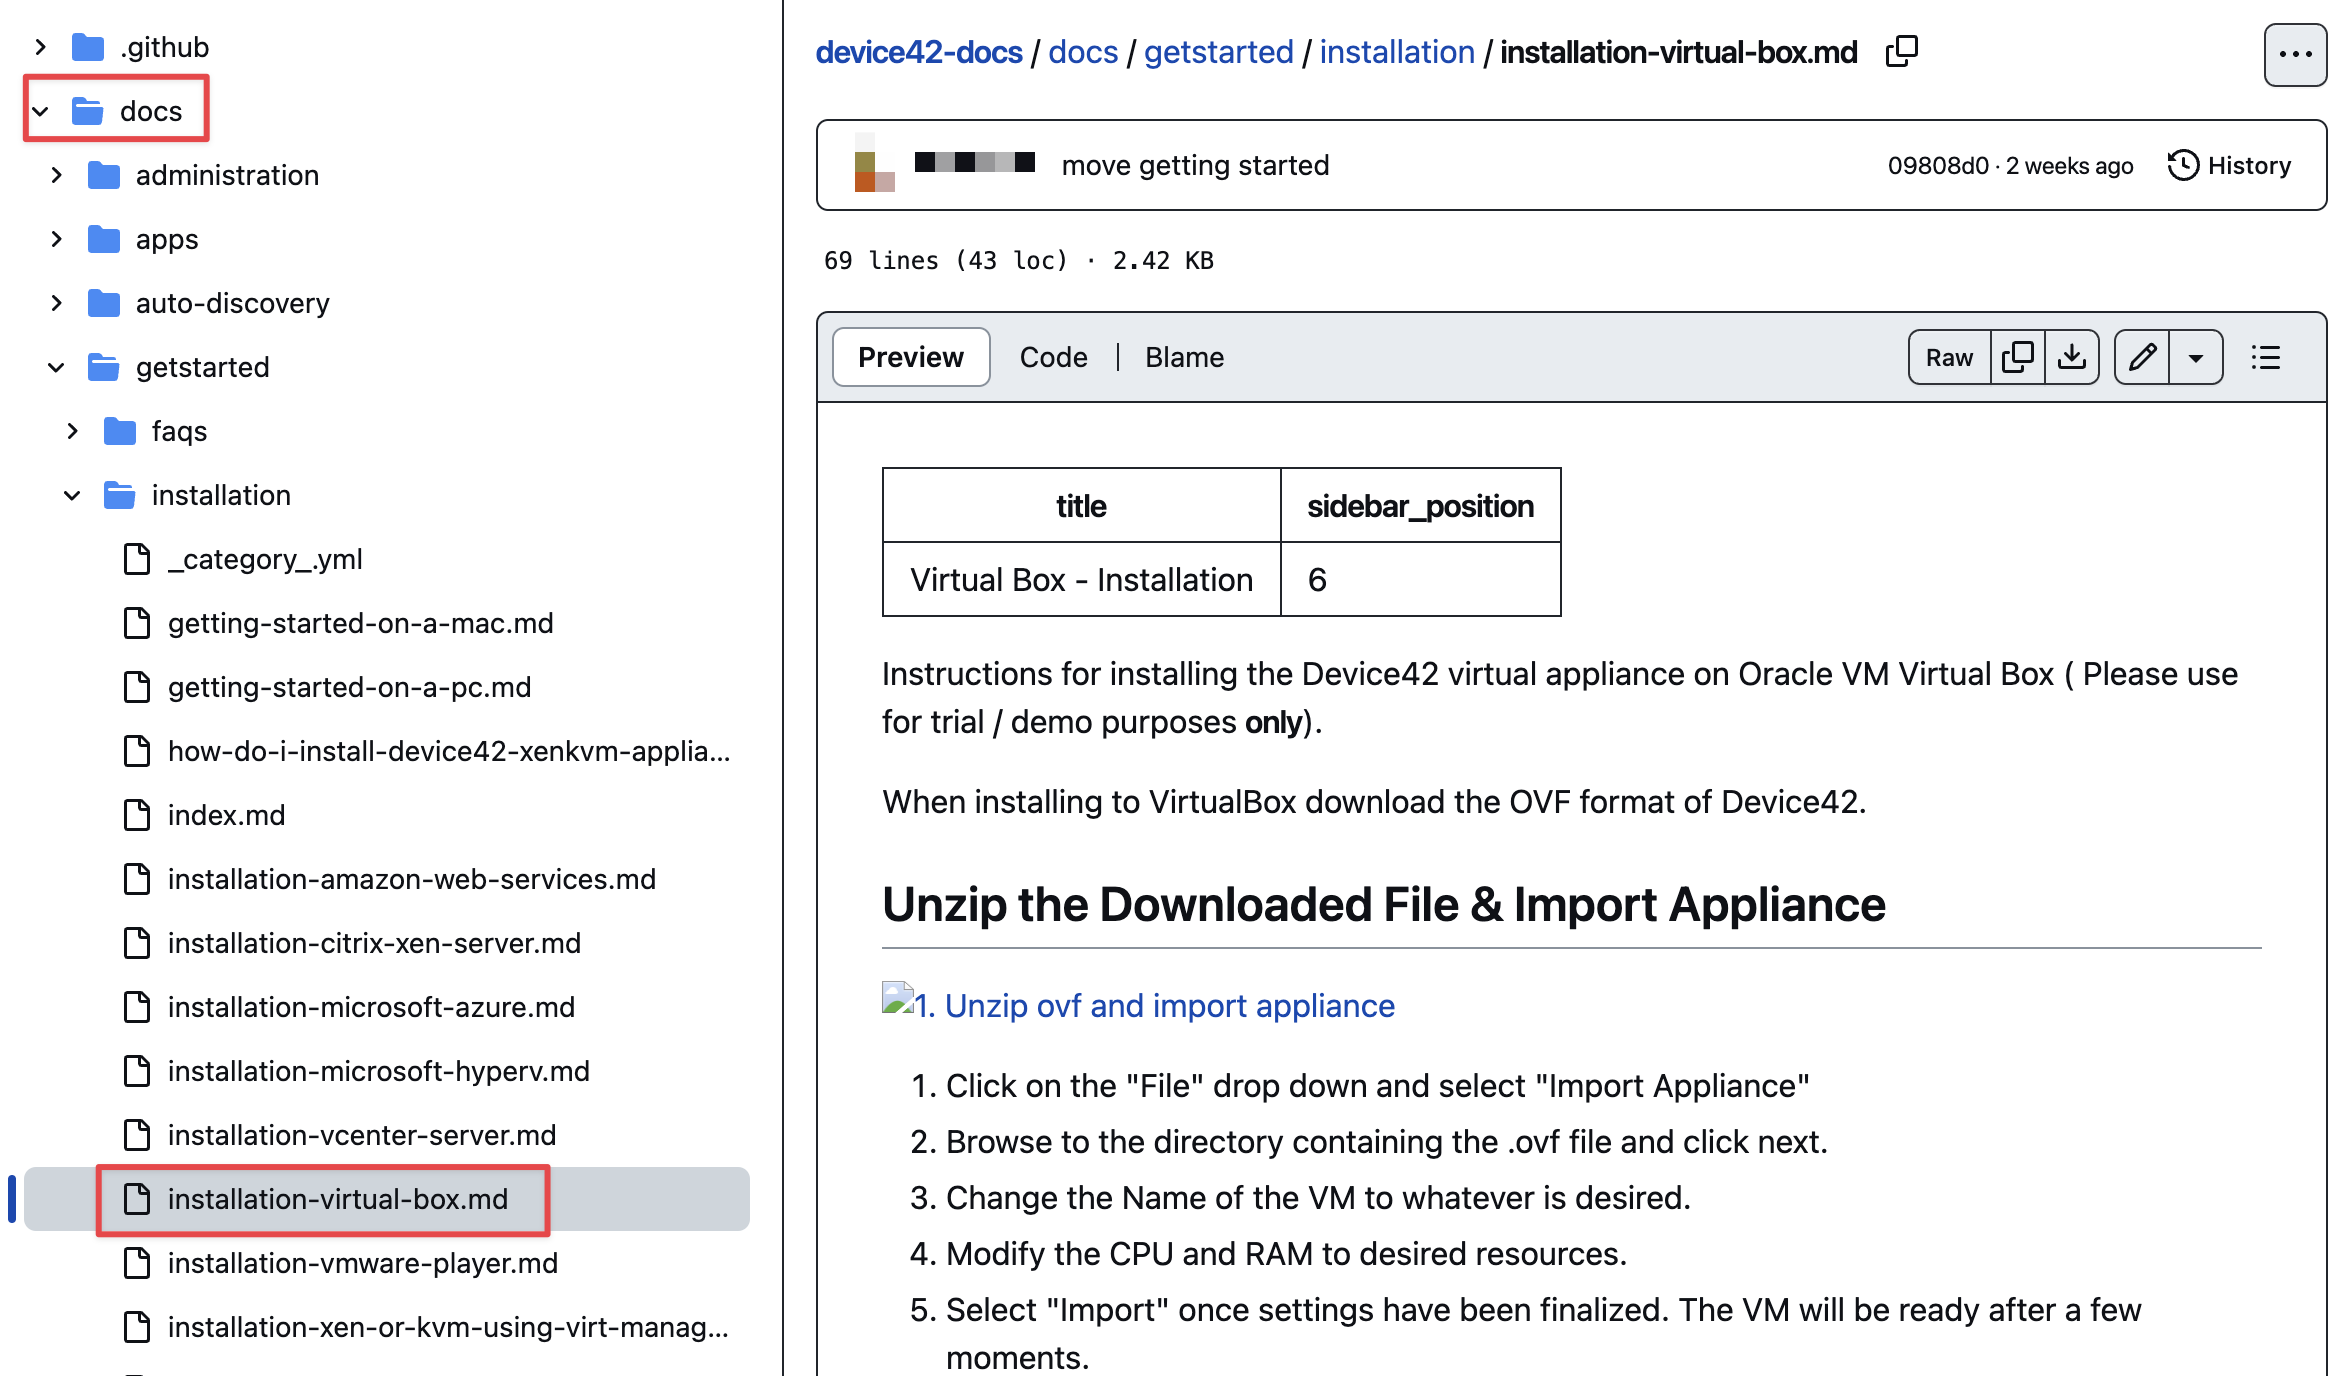 .github
docs
administration
apps
auto-discovery
getstarted
faqs
installation
_category_.yml
getting-started-on-a-mac.md
getting-started-on-a-pc.md
how-do-i-install-device42-xenkvm-applia...
index.md
installation-amazon-web-services.md
installation-citrix-xen-server.md
installation-microsoft-azure.md
installation-microsoft-hyperv.md
installation-vcenter-server.md
installation-virtual-box.md
installation-vmware-player.md
installation-xen-or-kvm-using-virt-manag...
device42-docs / docs / getstarted / installation / installation-virtual-box.md
move getting started 09808d0 · 2 weeks ago History
69 lines (43 loc) · 2.42 KB
Preview Code | Blame Raw
title sidebar_position
Virtual Box - Installation 6
Instructions for installing the Device42 virtual appliance on Oracle VM Virtual Box ( Please use
for trial / demo purposes only).
When installing to VirtualBox download the OVF format of Device42.
Unzip the Downloaded File & Import Appliance
1. Unzip ovf and import appliance
1. Click on the "File" drop down and select "Import Appliance"
2. Browse to the directory containing the .ovf file and click next.
3. Change the Name of the VM to whatever is desired.
4. Modify the CPU and RAM to desired resources.
5. Select "Import" once settings have been finalized. The VM will be ready after a few
moments.